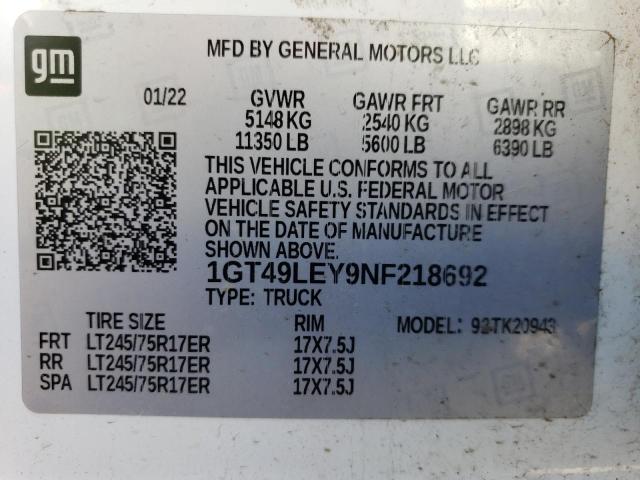 gm
MFD BY GENERAL MOTORS LLC
01/22 GVWR GAWR FRT GAWR RR
5148 KG 2540 KG 2898 KG
11350 LB 5600 LB 6390 LB
THIS VEHICLE CONFORMS TO ALL
APPLICABLE U.S. FEDERAL MOTOR
VEHICLE SAFETY STANDARDS IN EFFECT
ON THE DATE OF MANUFACTURE
SHOWN ABOVE.
1GT49LEY9NF218692
TYPE: TRUCK
TIRE SIZE RIM MODEL:
FRT LT245/75R17ER 17X7.5J
RR LT245/75R17ER 17X7.5J
SPA LT245/75R17ER 17X7.5J